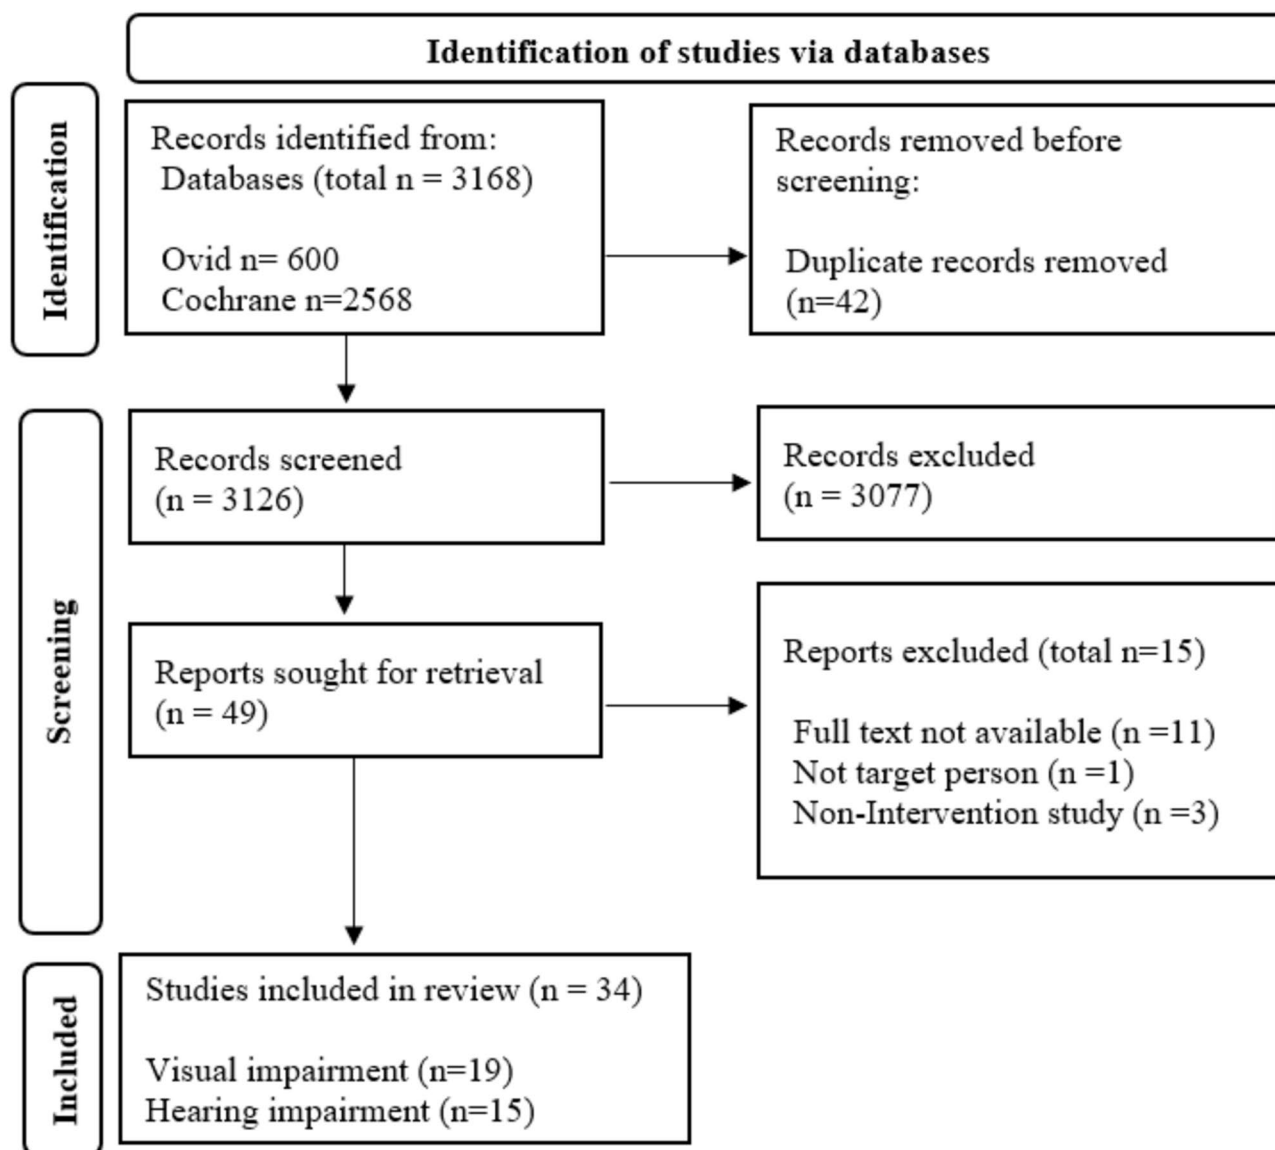 Identification of studies via databases
Identification
Records identified from:
Databases (total n = 3168)
Ovid n= 600
Cochrane n=2568
Records removed before
screening:
Duplicate records removed
(n=42)
Screening
Records screened
(n = 3126)
Records excluded
(n = 3077)
Reports sought for retrieval
(n = 49)
Reports excluded (total n=15)
Full text not available (n =11)
Not target person (n =1)
Non-Intervention study (n =3)
Included
Studies included in review (n = 34)
Visual impairment (n=19)
Hearing impairment (n=15)